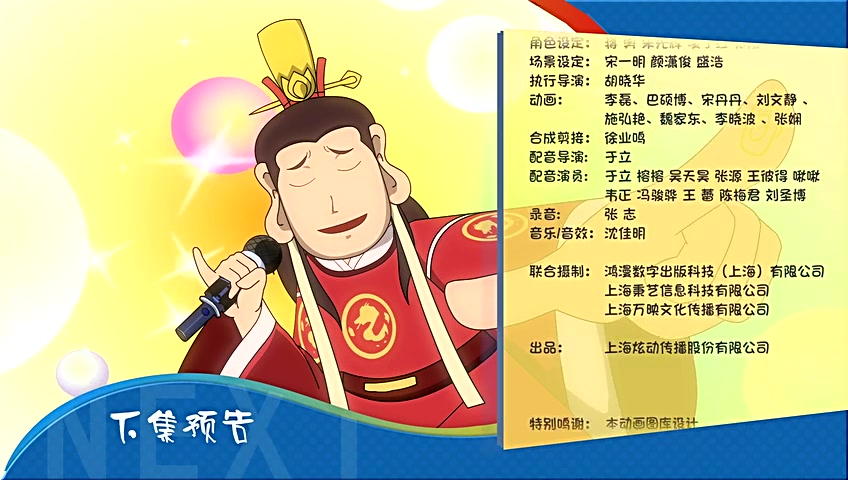 角色设定：
场景设定： 宋一明 颜潇俊 盛浩
执行导演： 胡晓华
动画： 李磊、巴硕博、宋丹丹、刘文静、
施弘艳、魏家东、李晓波、张娴
合成剪接： 徐业鸣
配音导演： 于立
配音演员： 于立 榕榕 吴天昊 张源 王彼得 啾啾
韦正 冯骏骅 王蕾 陈梅君 刘圣博
录音： 张志
音乐/音效： 沈佳明
联合摄制： 鸿漫数字出版科技（上海）有限公司
上海秉艺信息科技有限公司
上海万映文化传播有限公司
出品： 上海炫动传播股份有限公司
特别鸣谢： 本动画图库设计
下集预告
NEXT